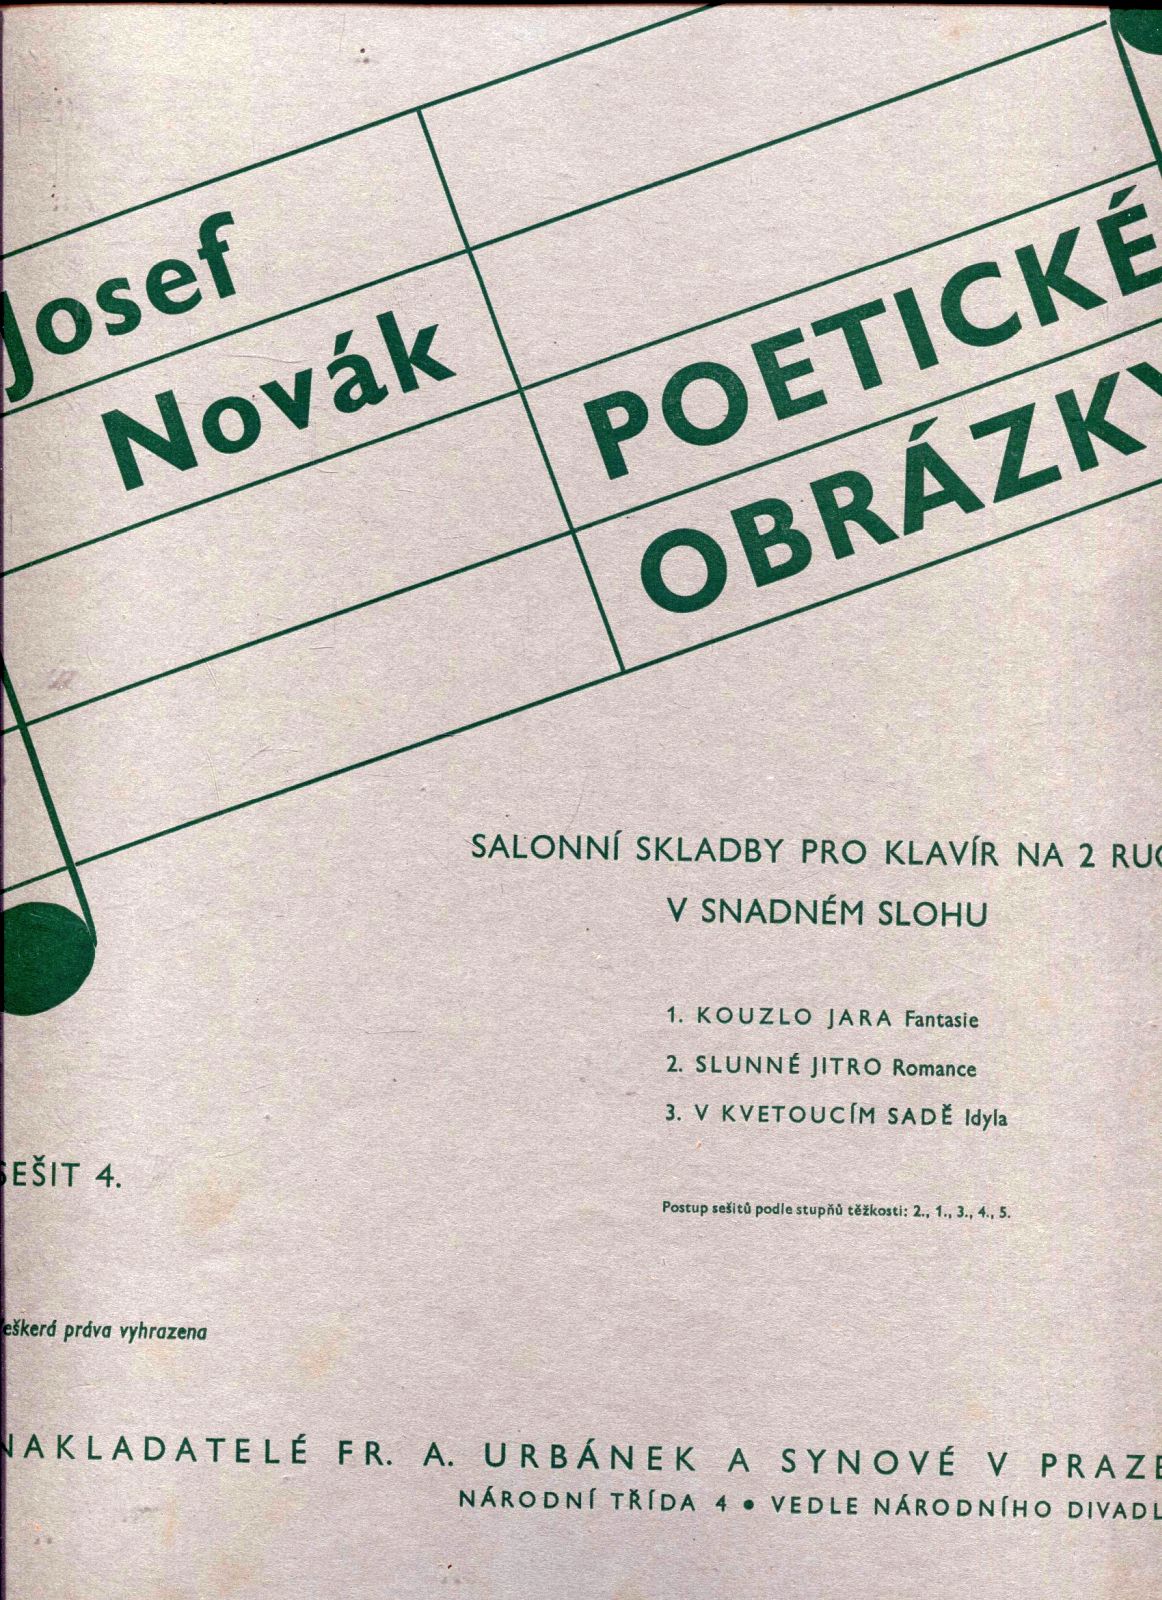 Josef
Novák
POETICKÉ
OBRÁZKY
SALONNÍ SKLADBY PRO KLAVÍR NA 2 RUC
V SNADNÉM SLOHU
1. KOUZLO JARA Fantasie
2. SLUNNÉ JITRO Romance
3. V KVETOUCÍM SADĚ Idyla
SEŠIT 4.
Postup sešitů podle stupňů těžkosti: 2., 1., 3., 4., 5.
eškerá práva vyhrazena
NAKLADATELÉ FR. A. URBÁNEK A SYNOVÉ V PRAZE
NÁRODNÍ TŘÍDA 4 • VEDLE NÁRODNÍHO DIVADL